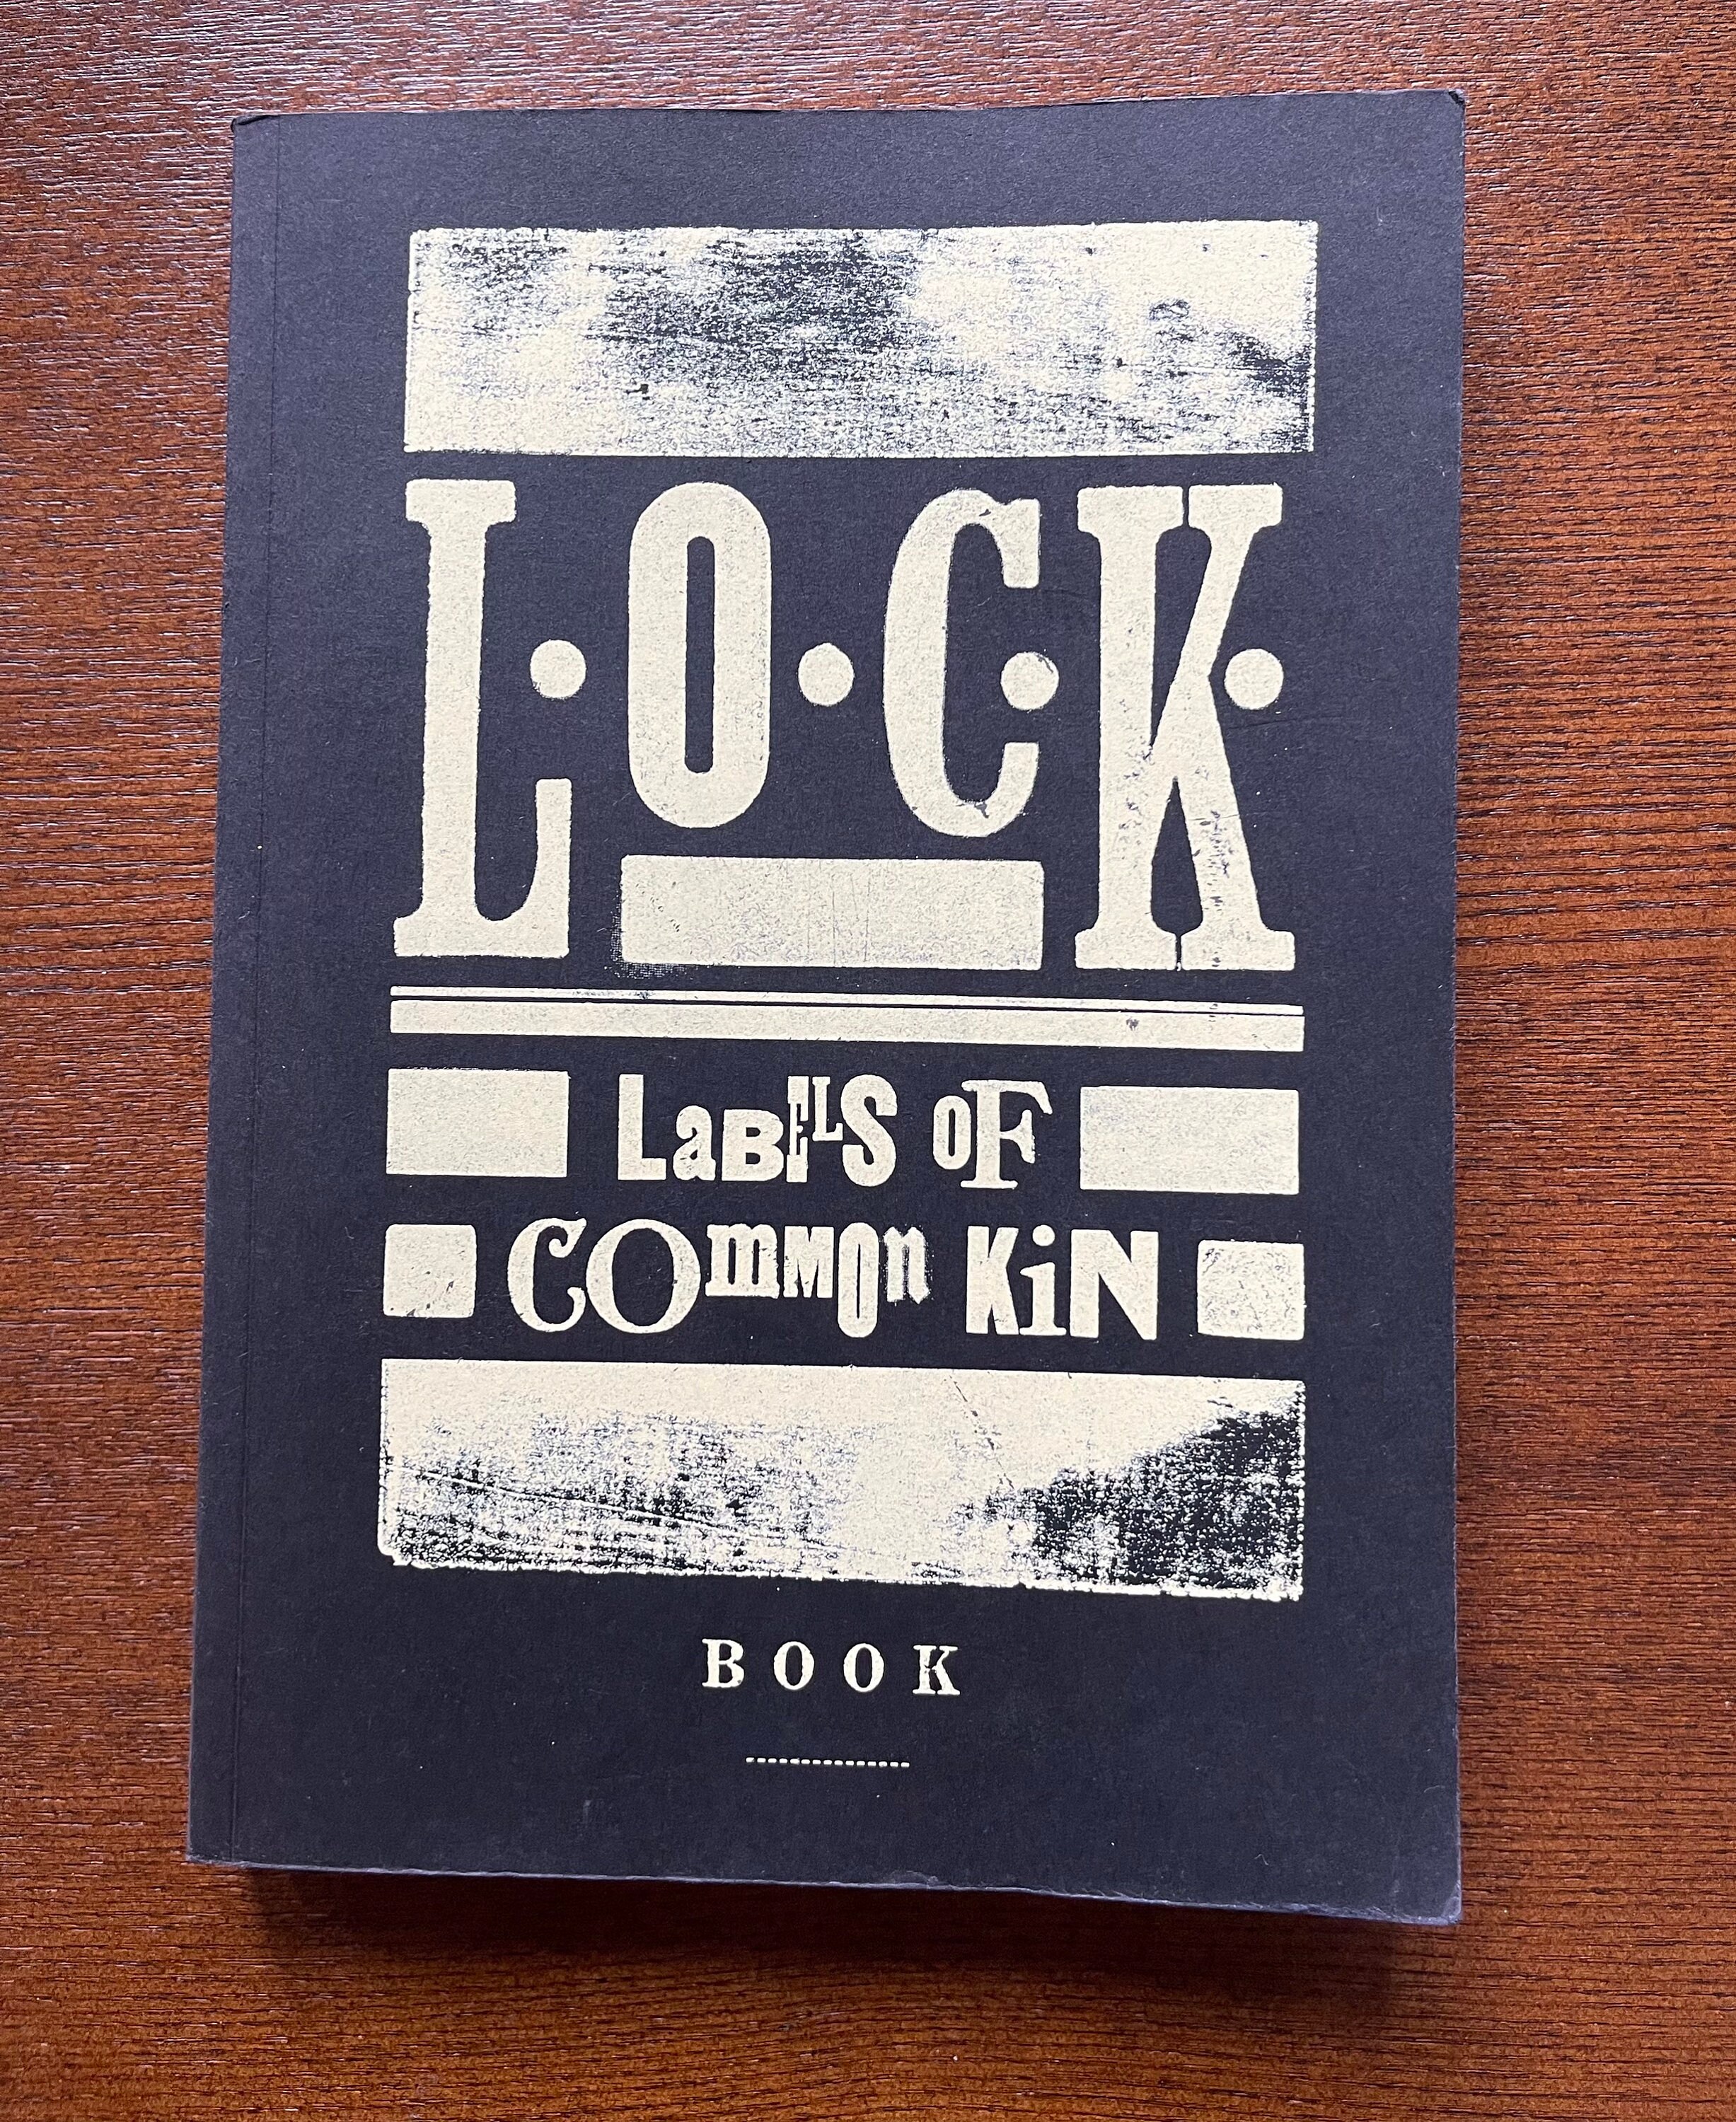 L·O·C·K·
LaBELS OF
COmMOn KiN
BOOK